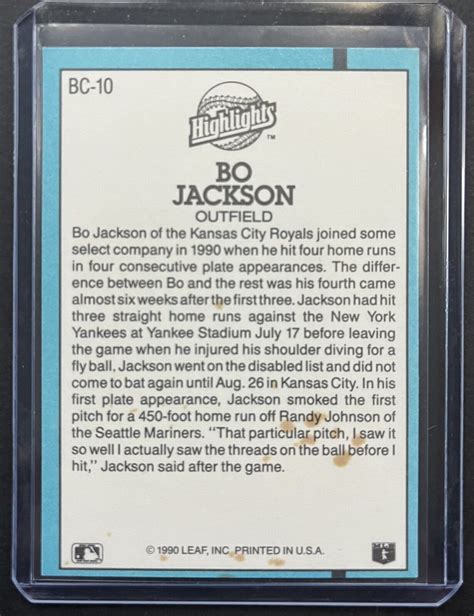 BC-10
Highlights
TM
BO
JACKSON
OUTFIELD
Bo Jackson of the Kansas City Royals joined some
select company in 1990 when he hit four home runs
in four consecutive plate appearances. The differ-
ence between Bo and the rest was his fourth came
almost six weeks after the first three. Jackson had hit
three straight home runs against the New York
Yankees at Yankee Stadium July 17 before leaving
the game when he injured his shoulder diving for a
fly ball. Jackson went on the disabled list and did not
come to bat again until Aug. 26 in Kansas City. In his
first plate appearance, Jackson smoked the first
pitch for a 450-foot home run off Randy Johnson of
the Seattle Mariners. "That particular pitch, I saw it
so well I actually saw the threads on the ball before I
hit," Jackson said after the game.
© 1990 LEAF, INC. PRINTED IN U.S.A.